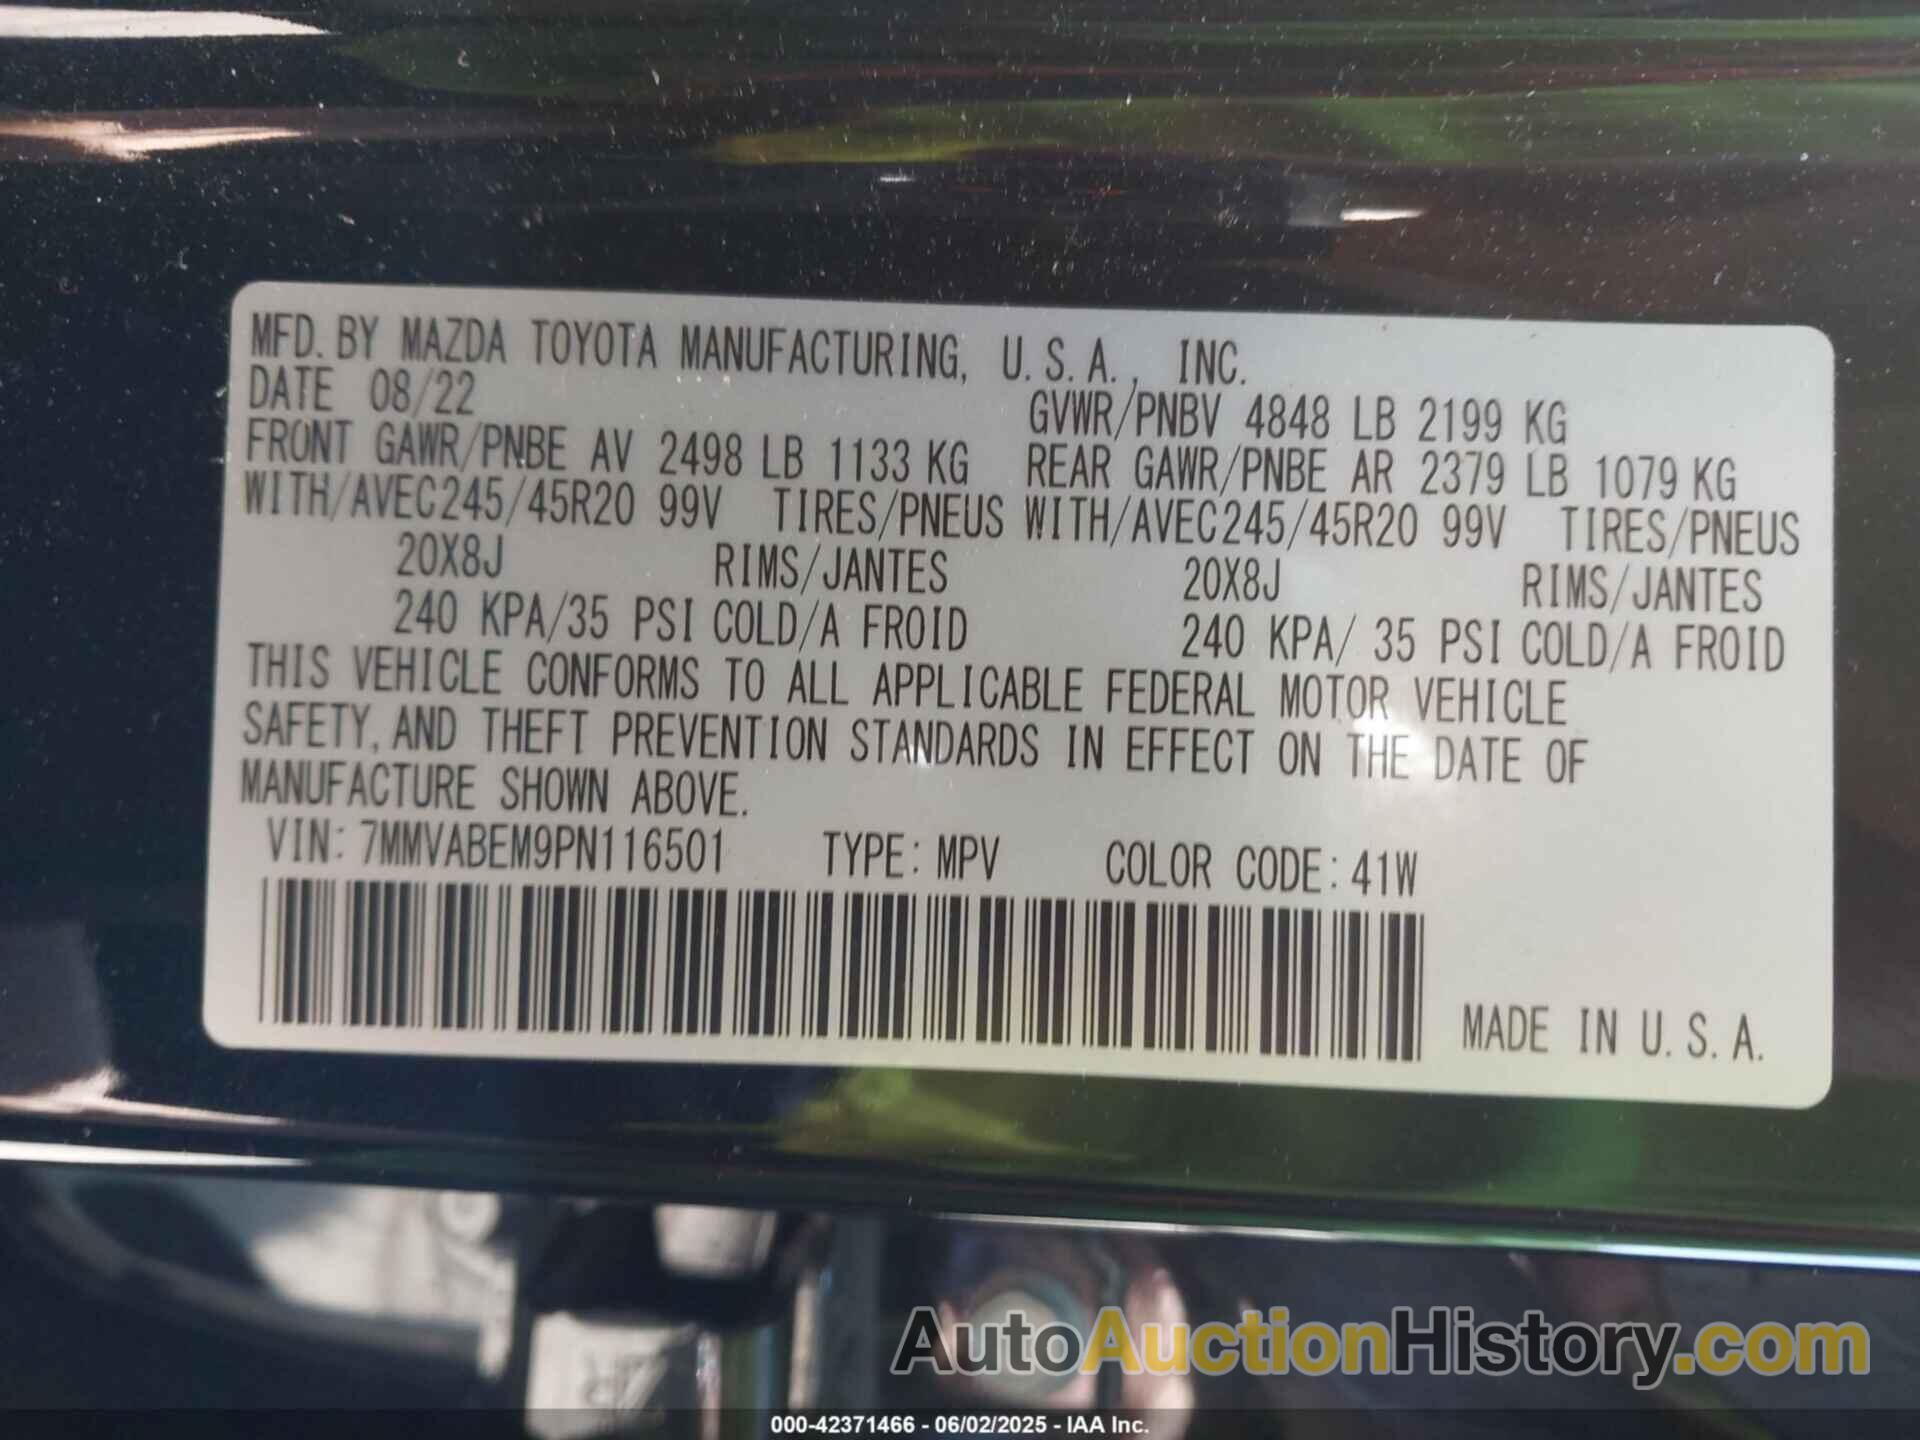 MFD. BY MAZDA TOYOTA MANUFACTURING, U.S.A., INC.
DATE 08/22 GVWR/PNBV 4848 LB 2199 KG
FRONT GAWR/PNBE AV 2498 LB 1133 KG REAR GAWR/PNBE AR 2379 LB 1079 KG
WITH/AVEC245/45R20 99V TIRES/PNEUS WITH/AVEC245/45R20 99V TIRES/PNEUS
20X8J RIMS/JANTES 20X8J RIMS/JANTES
240 KPA/35 PSI COLD/A FROID 240 KPA/ 35 PSI COLD/A FROID
THIS VEHICLE CONFORMS TO ALL APPLICABLE FEDERAL MOTOR VEHICLE
SAFETY, AND THEFT PREVENTION STANDARDS IN EFFECT ON THE DATE OF
MANUFACTURE SHOWN ABOVE.
VIN: 7MMVABEM9PN116501 TYPE: MPV COLOR CODE: 41W
MADE IN U.S.A.
AutoAuctionHistory.com
000-42371466 - 06/02/2025 - IAA Inc.